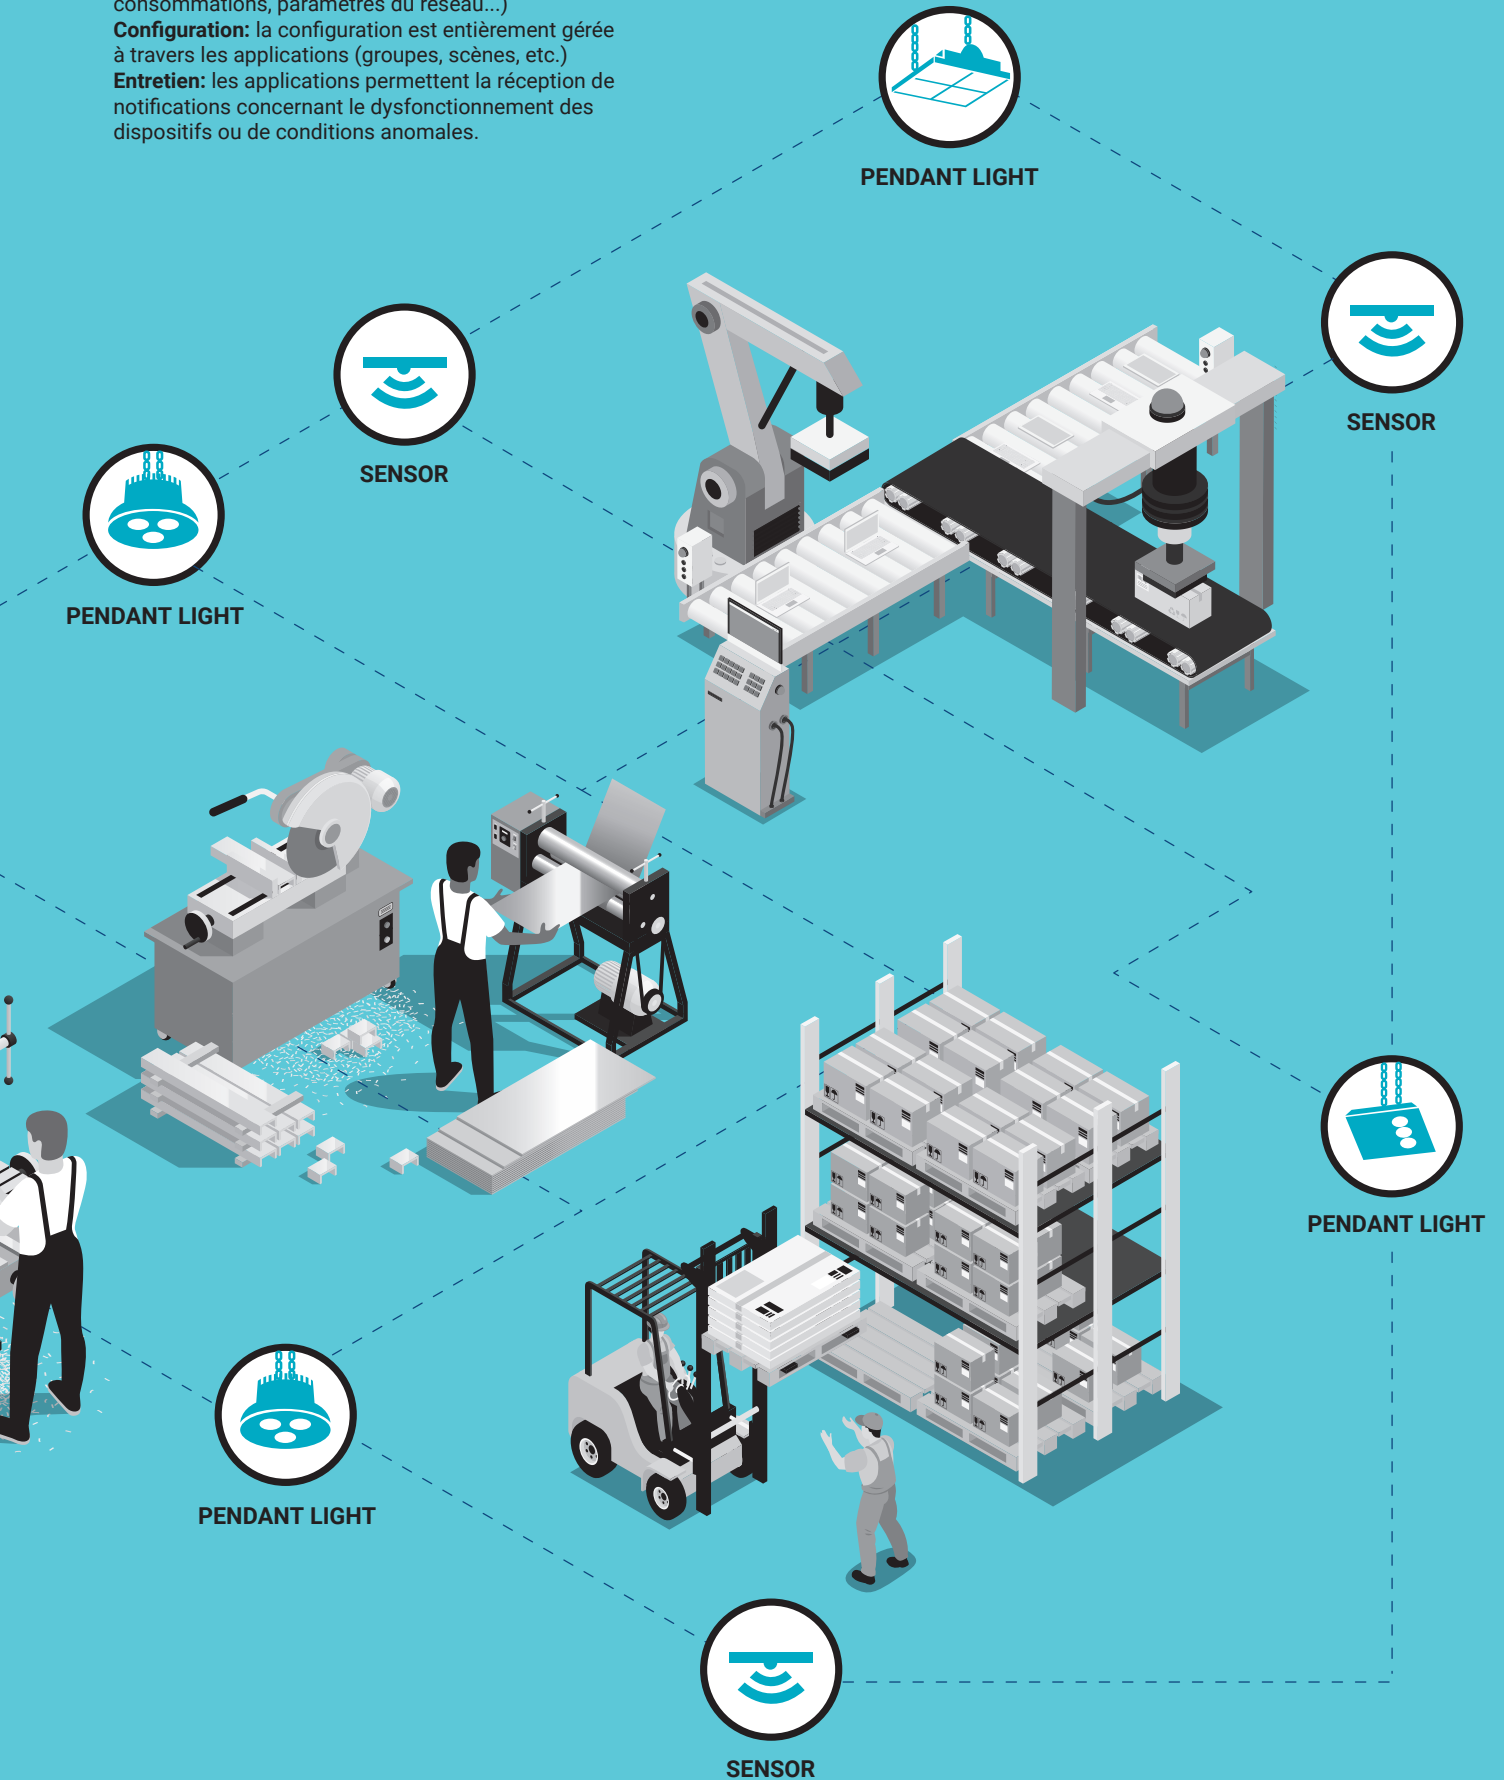 consommations, paramètres du réseau...)
Configuration: la configuration est entièrement gérée
à travers les applications (groupes, scènes, etc.)
Entretien: les applications permettent la réception de
notifications concernant le dysfonctionnement des
dispositifs ou de conditions anomales.
PENDANT LIGHT
SENSOR
SENSOR
PENDANT LIGHT
PENDANT LIGHT
PENDANT LIGHT
SENSOR